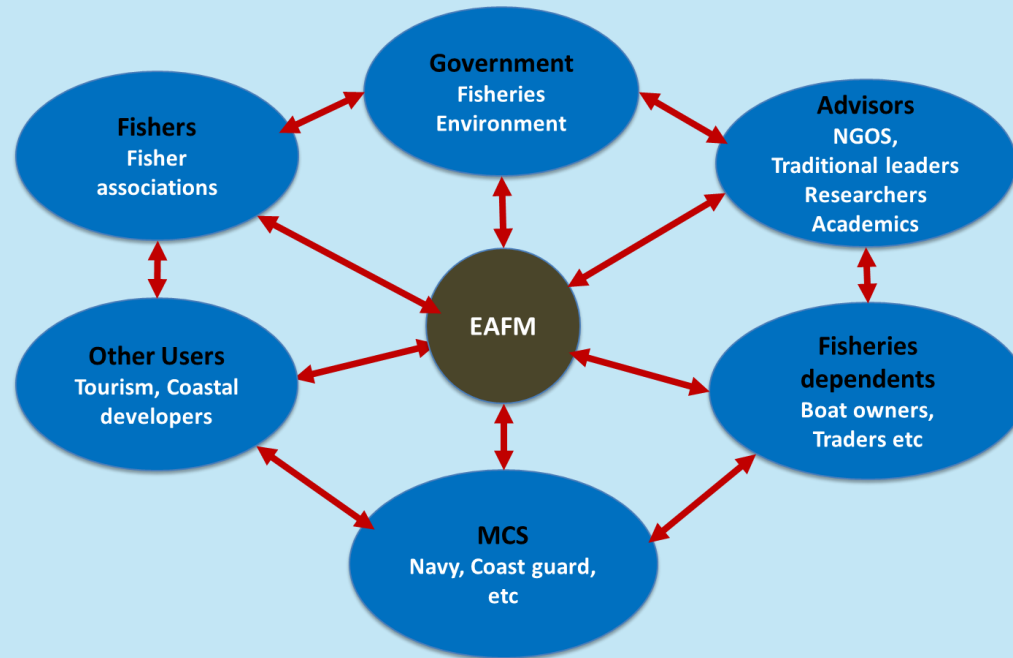 Government
Fisheries
Environment
Fishers
Fisher
associations
Advisors
NGOS,
Traditional leaders
Researchers
Academics
EAFM
Other Users
Tourism, Coastal
developers
Fisheries
dependents
Boat owners,
Traders etc
MCS
Navy, Coast guard,
etc